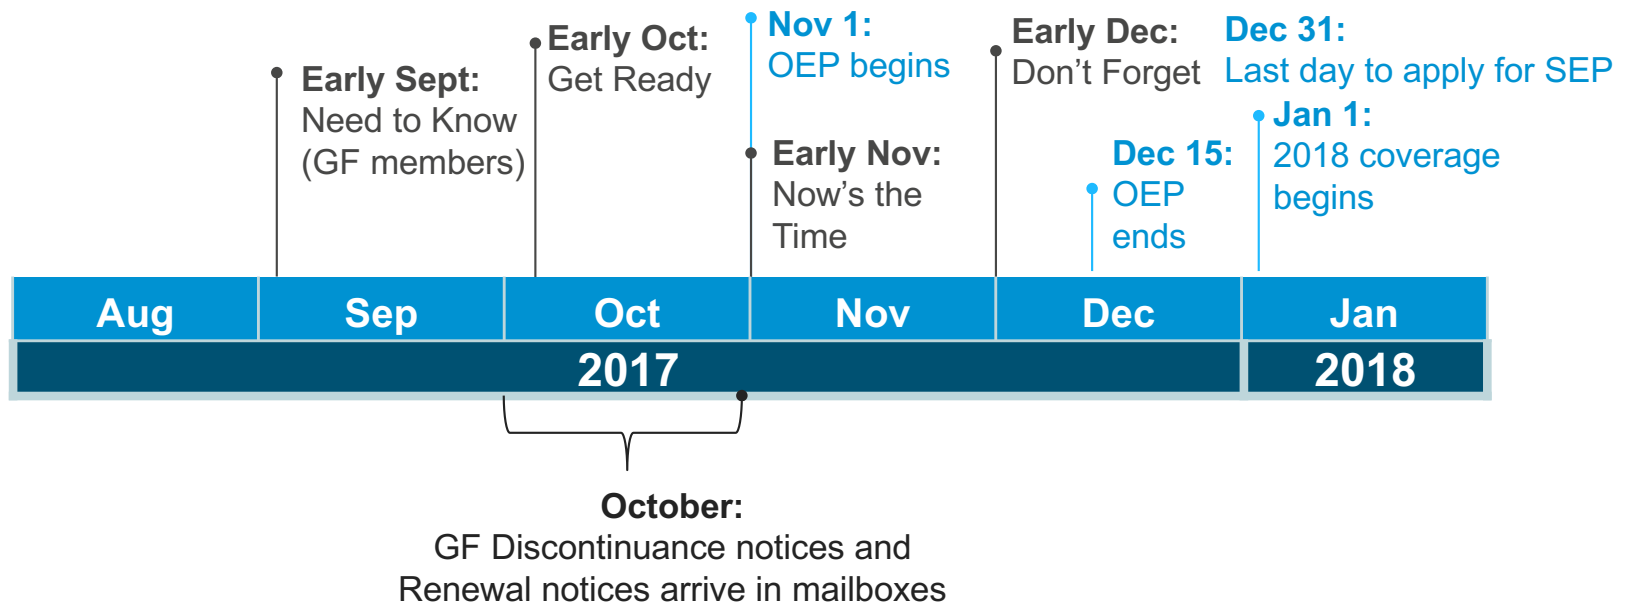 Early Sept:
Need to Know
(GF members)
Early Oct:
Get Ready
Nov 1:
OEP begins
Early Nov:
Now’s the
Time
Early Dec:
Don’t Forget
Dec 15:
OEP
ends
Dec 31:
Last day to apply for SEP
Jan 1:
2018 coverage
begins
Aug Sep Oct Nov Dec Jan
2017 2018
October:
GF Discontinuance notices and
Renewal notices arrive in mailboxes